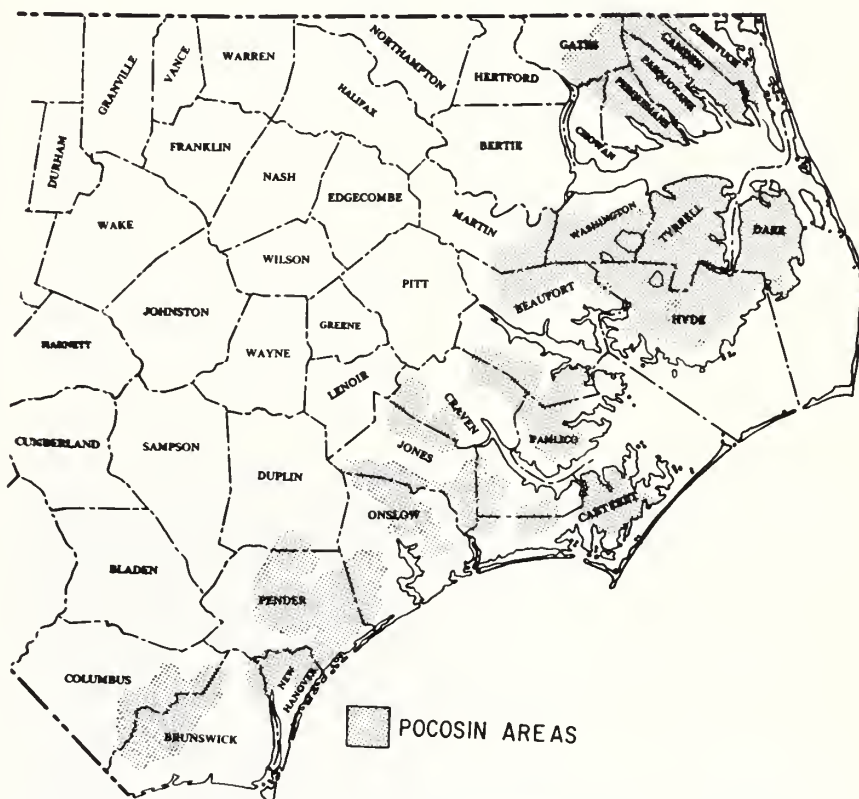 GRANVILLE
VANCE
WARREN
NORTHAMPTON
HALIFAX
HERTFORD
GATES
CAMDEN
CURRITUCK
PASQUOTANK
PERQUIMANS
CHOWAN
DURHAM
FRANKLIN
NASH
EDGECOMBE
BERTIE
MARTIN
WASHINGTON
TYRRELL
DARE
WAKE
WILSON
PITT
BEAUFORT
HYDE
JOHNSTON
GREENE
WAYNE
HARNETT
LENOIR
CRAVEN
PAMLICO
CUMBERLAND
SAMPSON
DUPLIN
JONES
ONSLOW
CARTERET
BLADEN
PENDER
COLUMBUS
NEW
HANOVER
BRUNSWICK
POCOSIN AREAS